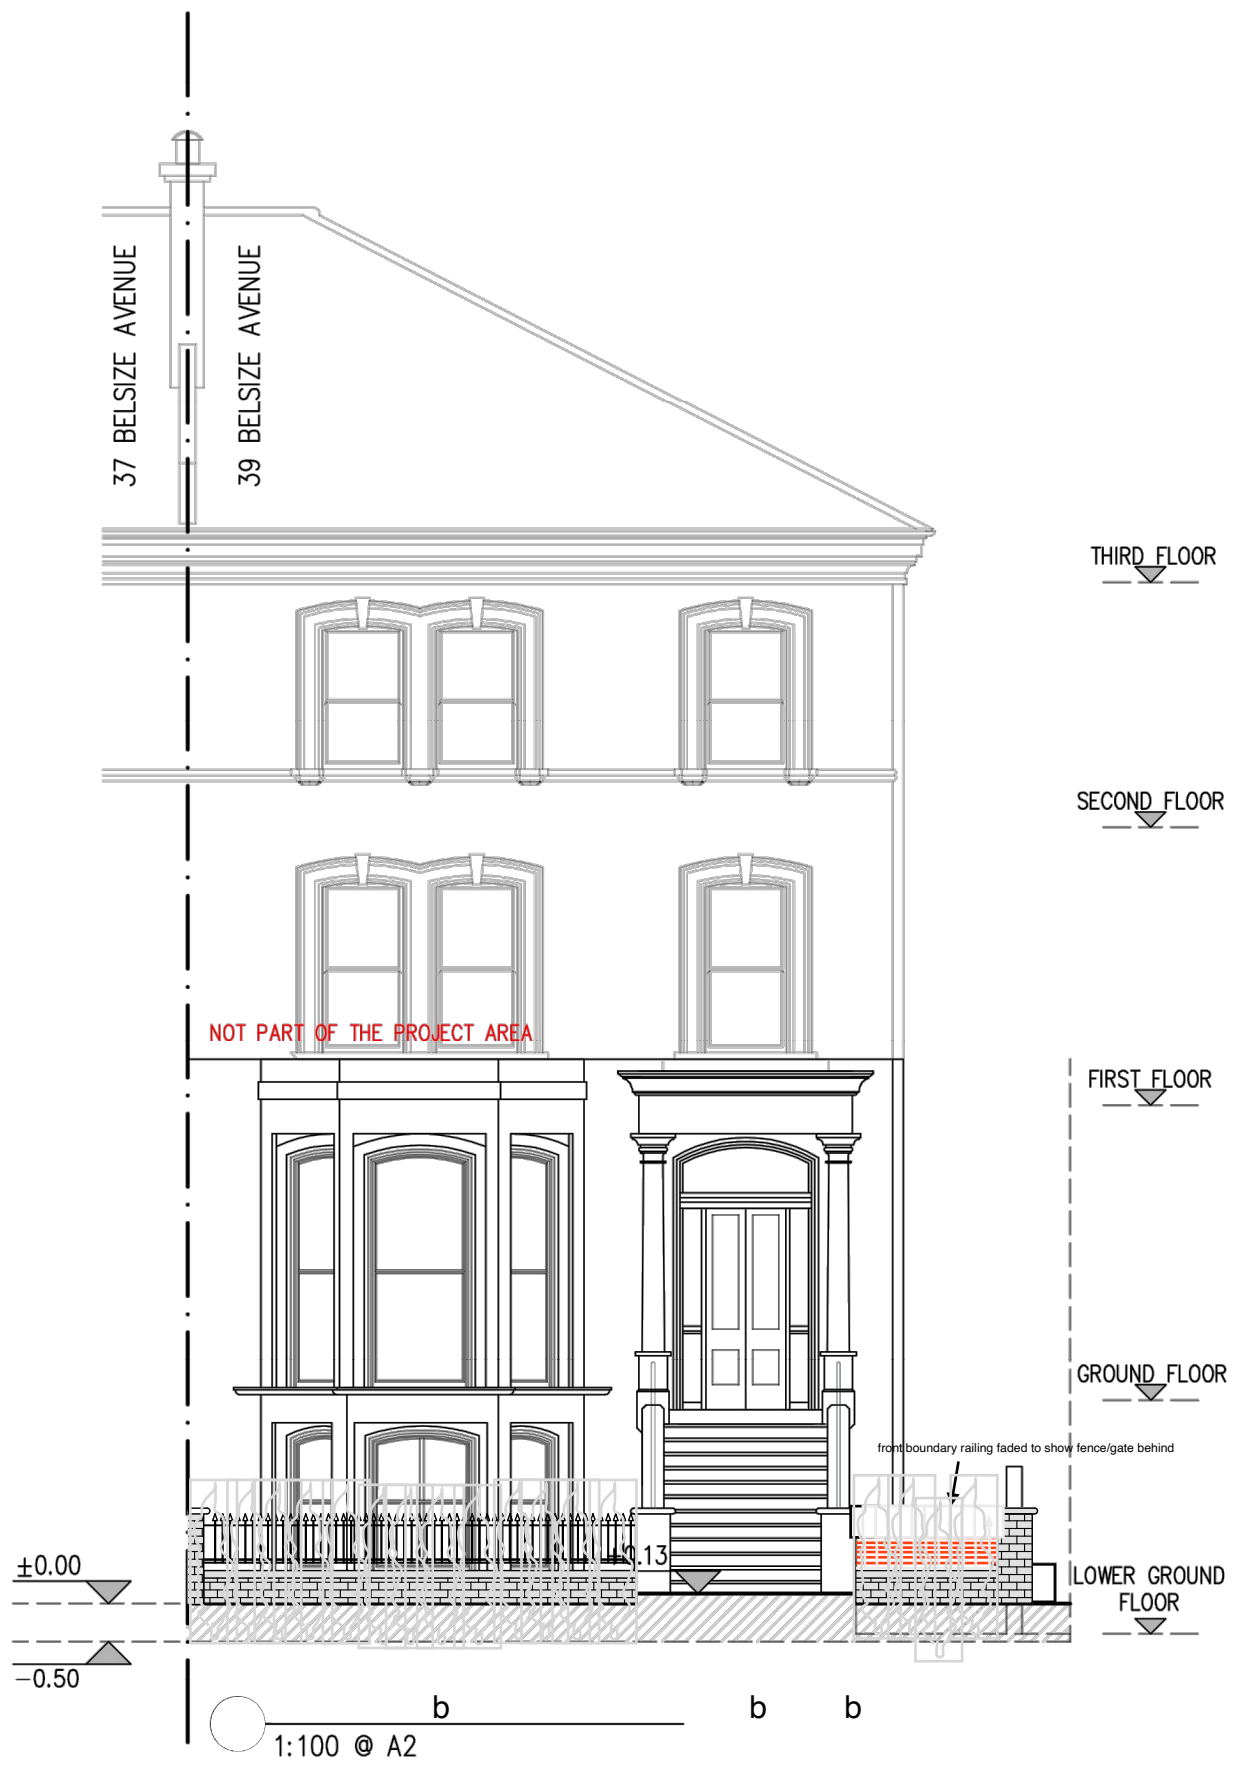 37 BELSIZE AVENUE
39 BELSIZE AVENUE
THIRD FLOOR
SECOND FLOOR
NOT PART OF THE PROJECT AREA
FIRST FLOOR
GROUND FLOOR
front boundary railing faded to show fence/gate behind
±0.00
LOWER GROUND
FLOOR
−0.50
b b b
1:100 @ A2